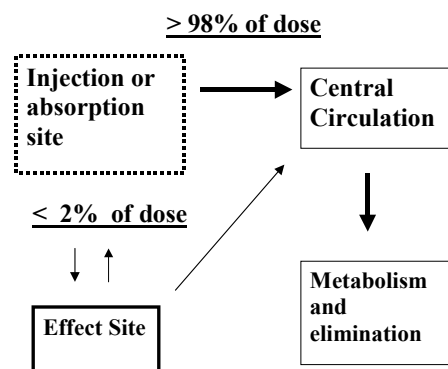 > 98% of dose
Injection or
absorption
site
Central
Circulation
< 2% of dose
Effect Site
Metabolism
and
elimination